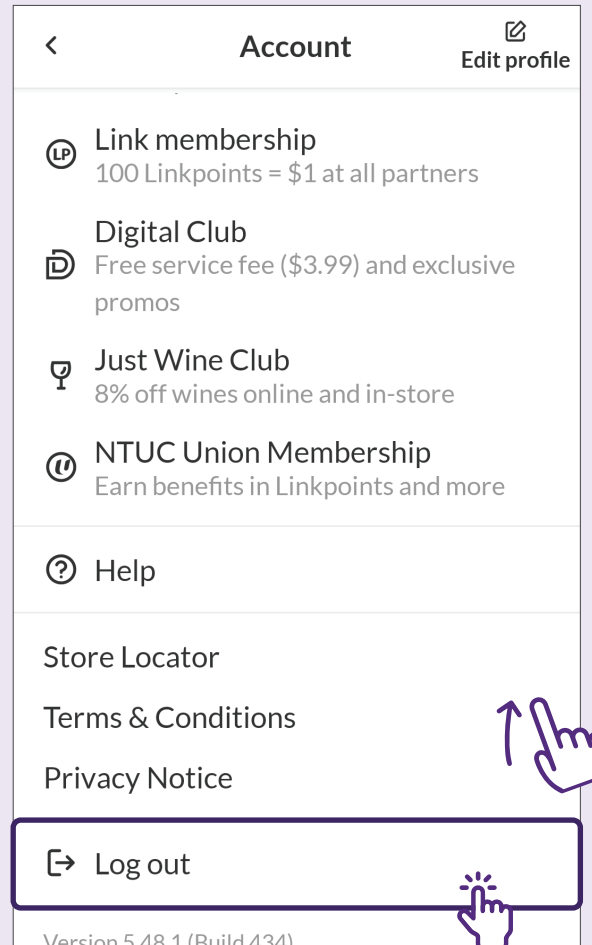 Account
Edit profile
LP
Link membership
100 Linkpoints = $1 at all partners
Digital Club
Free service fee ($3.99) and exclusive
promos
Just Wine Club
8% off wines online and in-store
NTUC Union Membership
Earn benefits in Linkpoints and more
Help
Store Locator
Terms & Conditions
Privacy Notice
Log out
Version 5.48.1 (Build 434)